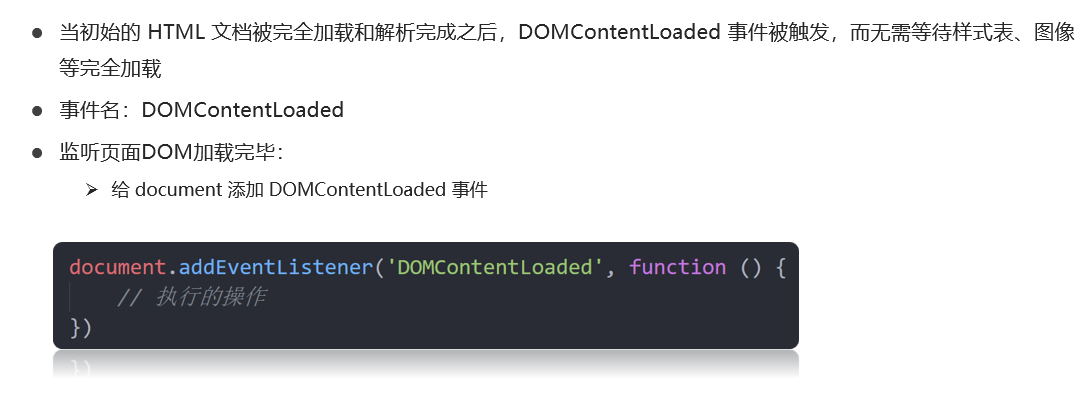 ● 当初始的 HTML 文档被完全加载和解析完成之后，DOMContentLoaded 事件被触发，而无需等待样式表、图像
等完全加载
● 事件名：DOMContentLoaded
● 监听页面DOM加载完毕：
➢ 给 document 添加 DOMContentLoaded 事件
document.addEventListener('DOMContentLoaded', function () {
    // 执行的操作
})